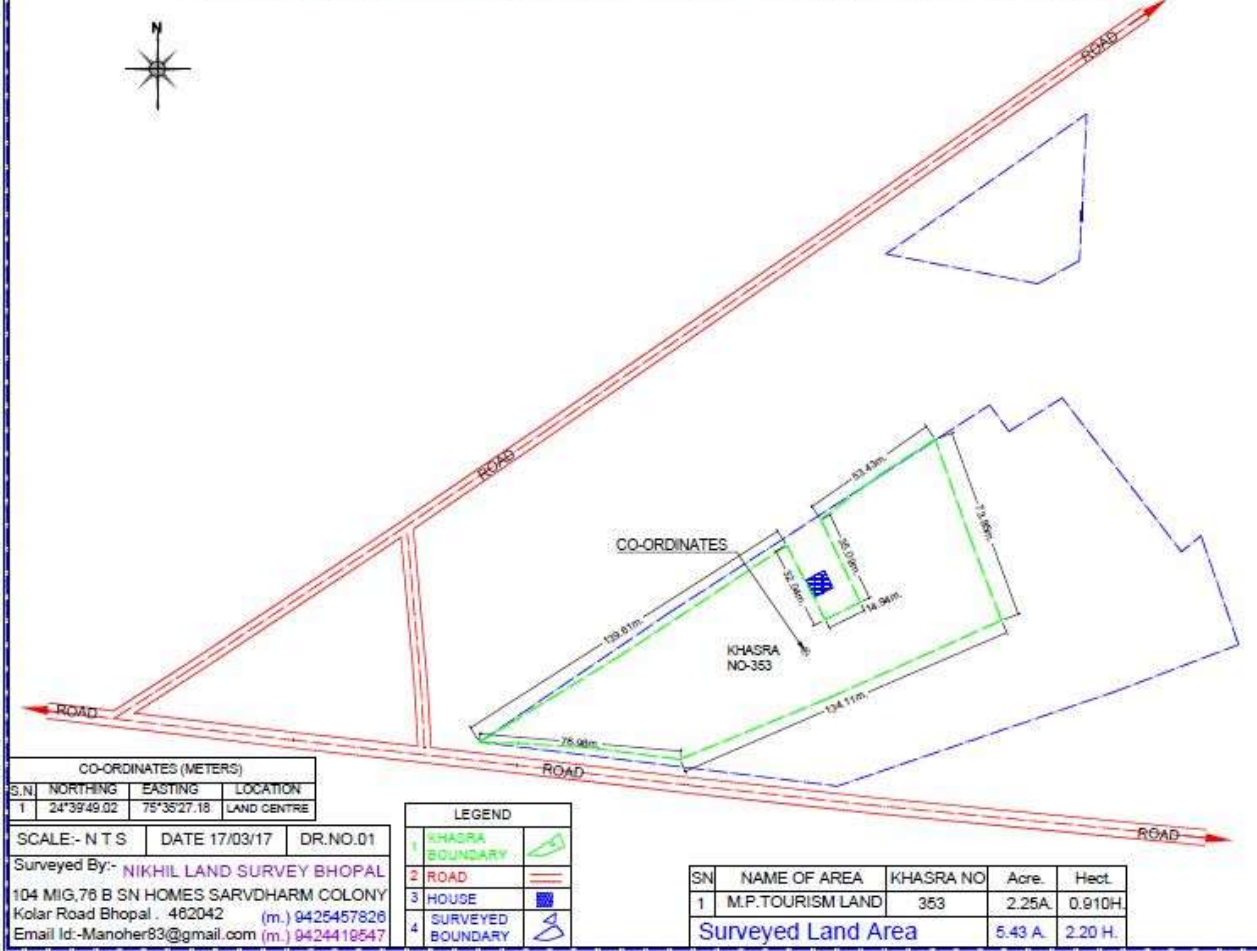 N
ROAD
ROAD
53.43m.
73.88m.
CO-ORDINATES
35.09m.
32.04m.
14.94m.
139.81m.
KHASRA
NO-353
134.11m.
ROAD
76.98m.
ROAD
ROAD
CO-ORDINATES (METERS)
S.N. NORTHING EASTING LOCATION
1 24°39'49.02 75°35'27.18 LAND CENTRE
SCALE:- N T S DATE 17/03/17 DR.NO.01
Surveyed By:- NIKHIL LAND SURVEY BHOPAL
104 MIG,76 B SN HOMES SARVDHARM COLONY
Kolar Road Bhopal . 462042 (m.) 9425457826
Email Id:-Manoher83@gmail.com (m.) 9424419547
LEGEND
1 KHASRA
BOUNDARY
2 ROAD
3 HOUSE
4 SURVEYED
BOUNDARY
SN NAME OF AREA KHASRA NO Acre. Hect.
1 M.P.TOURISM LAND 353 2.25A. 0.910H.
Surveyed Land Area 5.43 A. 2.20 H.